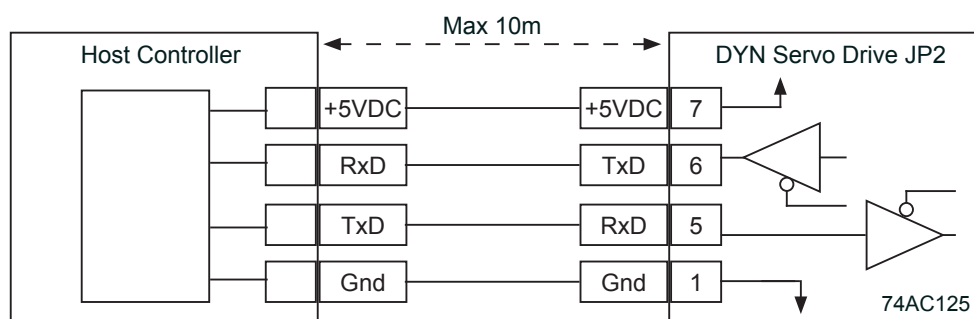 Max 10m
Host Controller
DYN Servo Drive JP2
+5VDC +5VDC 7
RxD TxD 6
TxD RxD 5
Gnd Gnd 1
74AC125